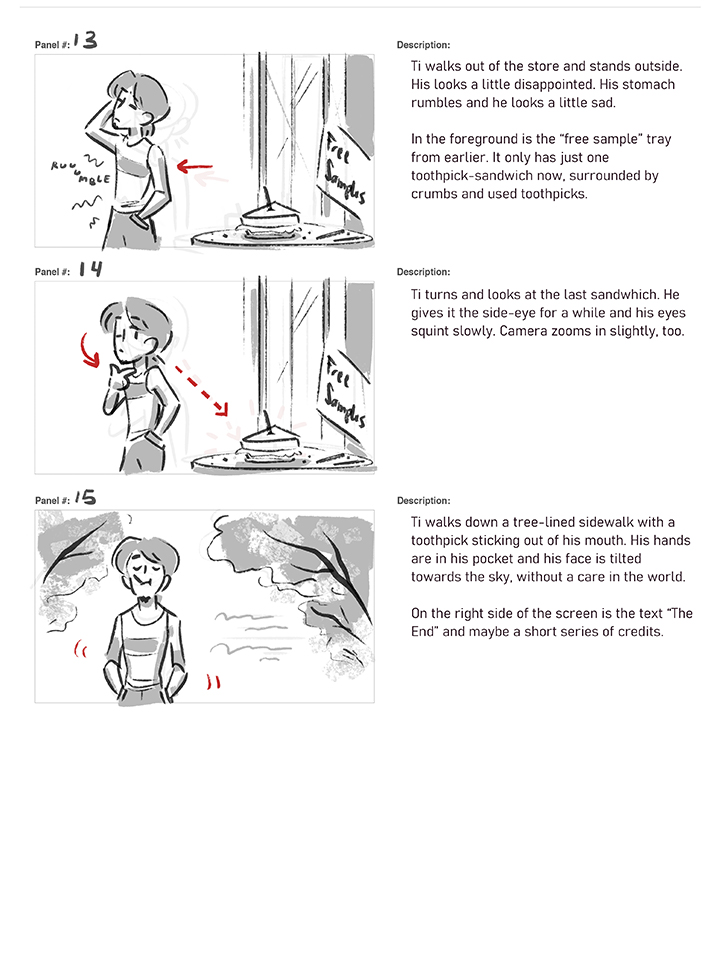 Panel #: 13
Description:
Ti walks out of the store and stands outside.
His looks a little disappointed. His stomach
rumbles and he looks a little sad.
In the foreground is the “free sample” tray
from earlier. It only has just one
toothpick-sandwich now, surrounded by
crumbs and used toothpicks.
RUUUMBLE
Free
Samples
Panel #: 14
Description:
Ti turns and looks at the last sandwhich. He
gives it the side-eye for a while and his eyes
squint slowly. Camera zooms in slightly, too.
Free
Samples
Panel #: 15
Description:
Ti walks down a tree-lined sidewalk with a
toothpick sticking out of his mouth. His hands
are in his pocket and his face is tilted
towards the sky, without a care in the world.
On the right side of the screen is the text “The
End” and maybe a short series of credits.